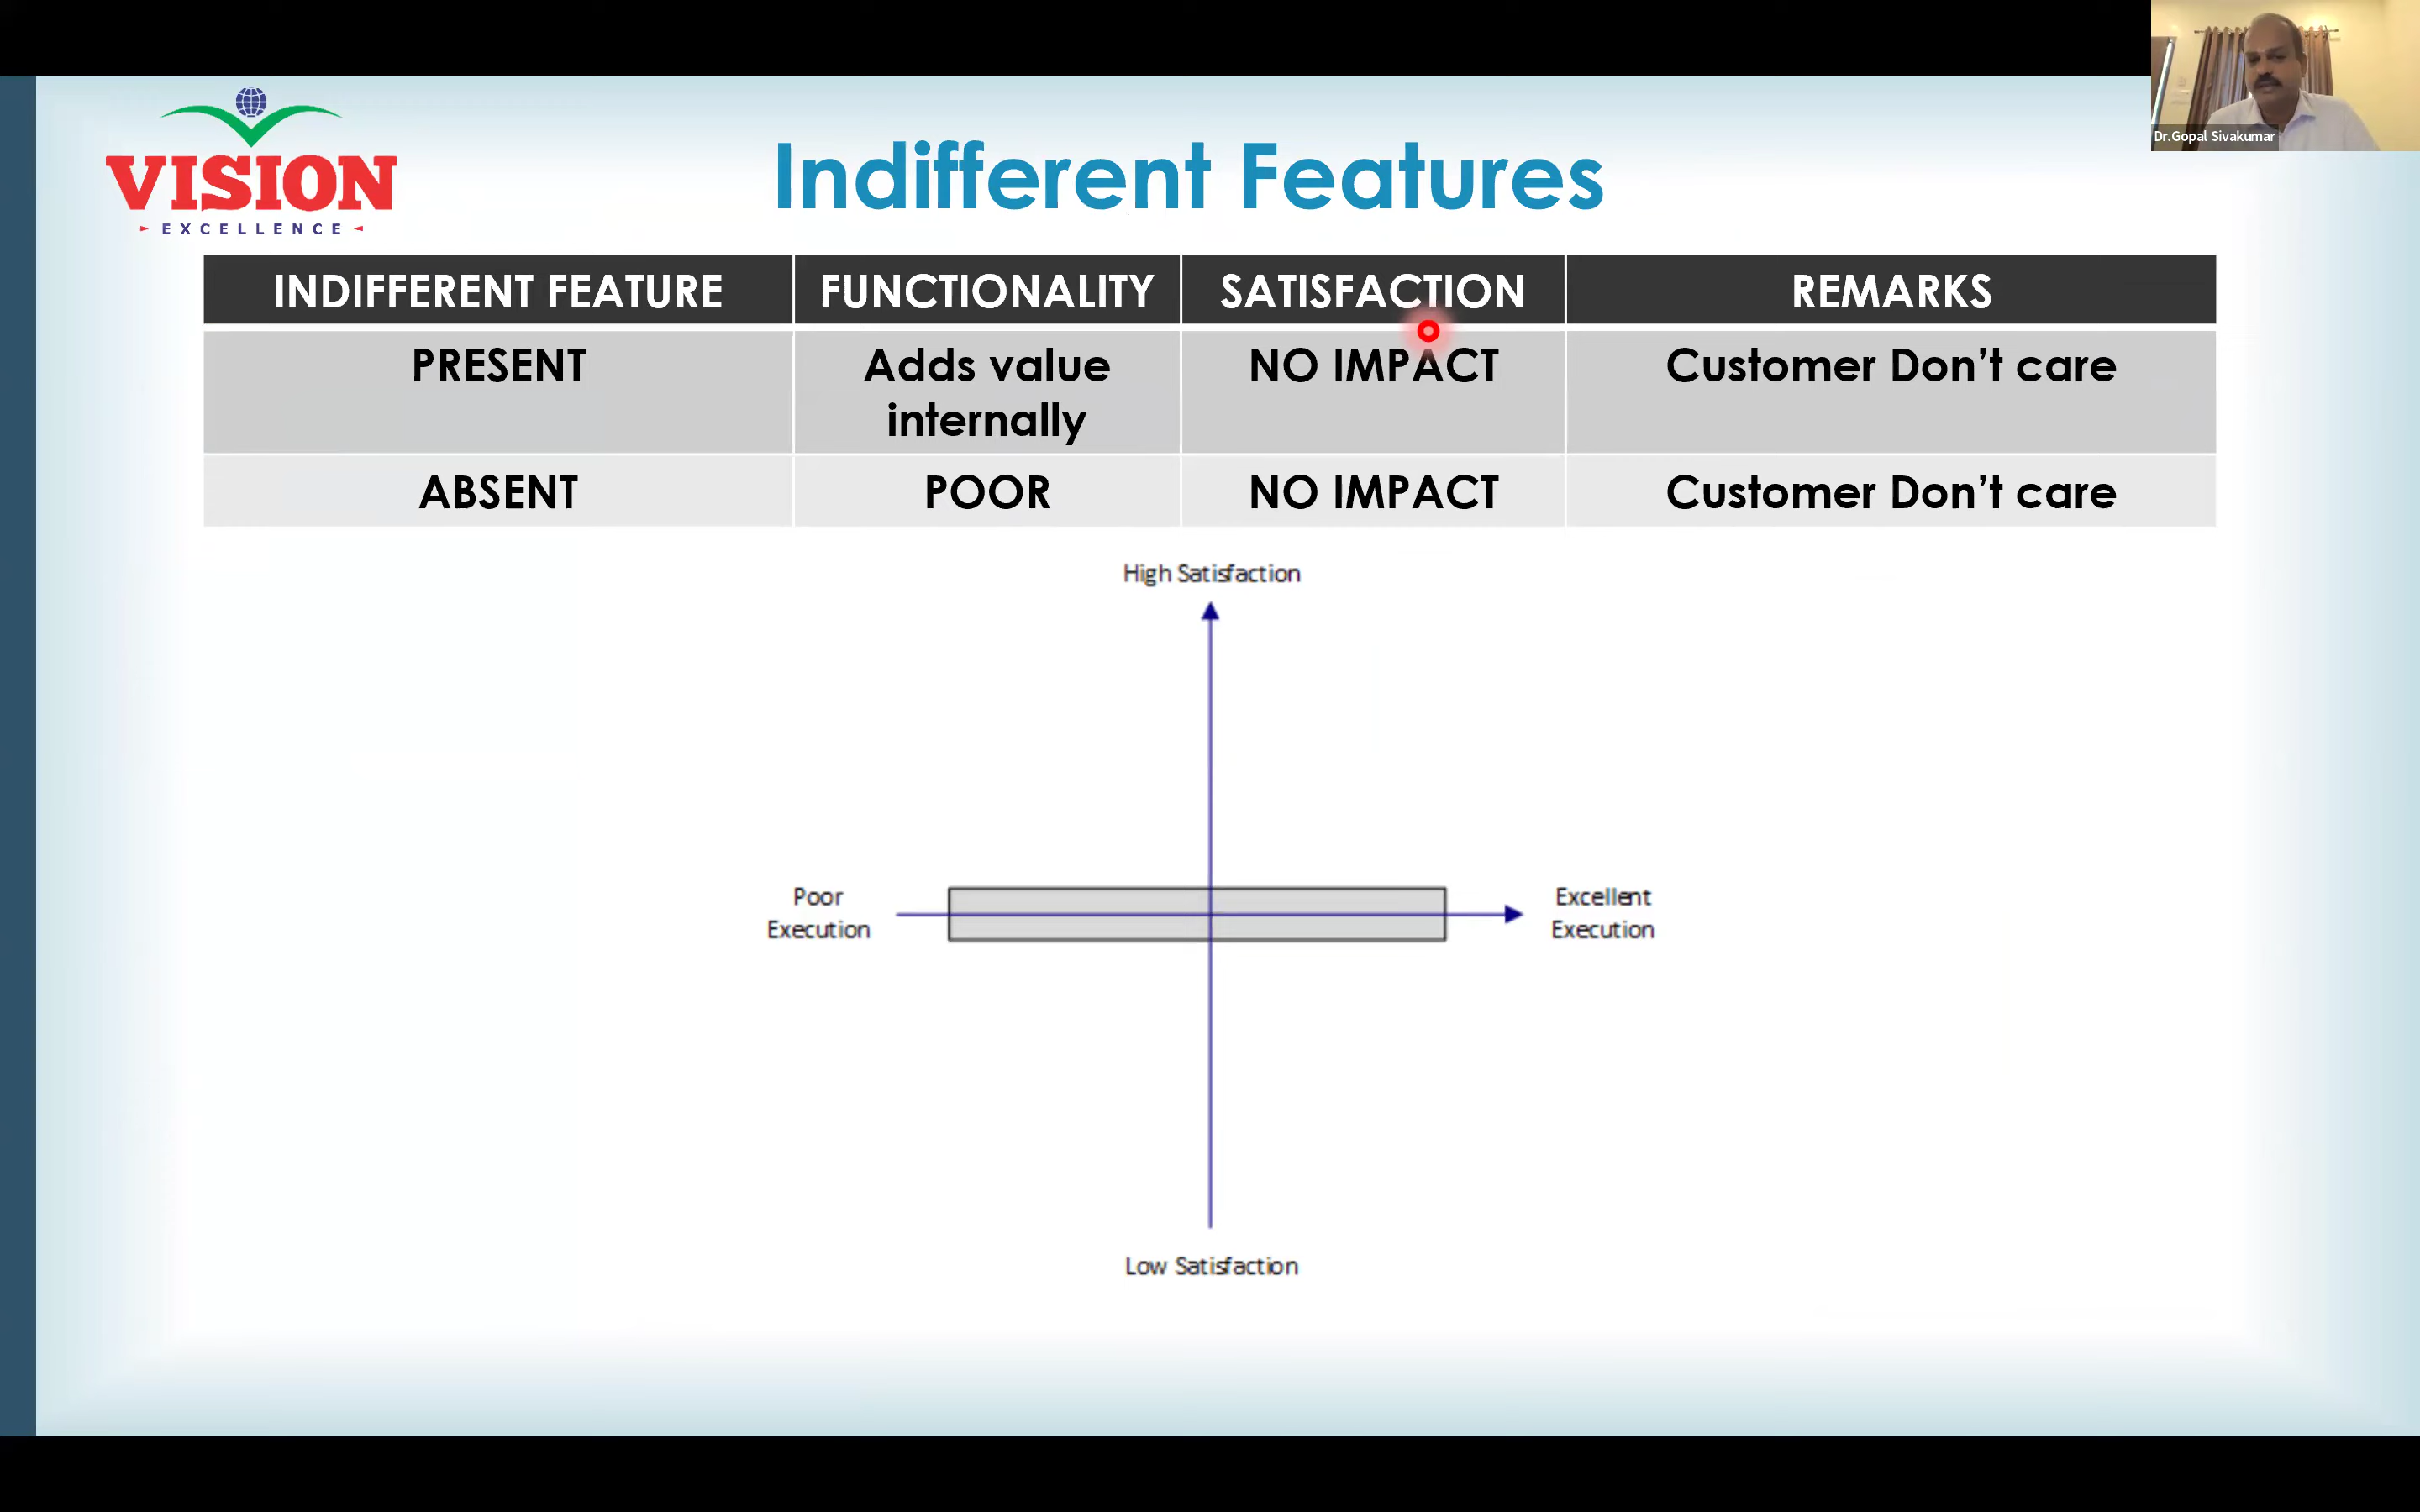 Dr.Gopal Sivakumar
VISION
EXCELLENCE
Indifferent Features
INDIFFERENT FEATURE FUNCTIONALITY SATISFACTION REMARKS
PRESENT Adds value NO IMPACT Customer Don’t care
internally
ABSENT POOR NO IMPACT Customer Don’t care
High Satisfaction
Poor Excellent
Execution Execution
Low Satisfaction